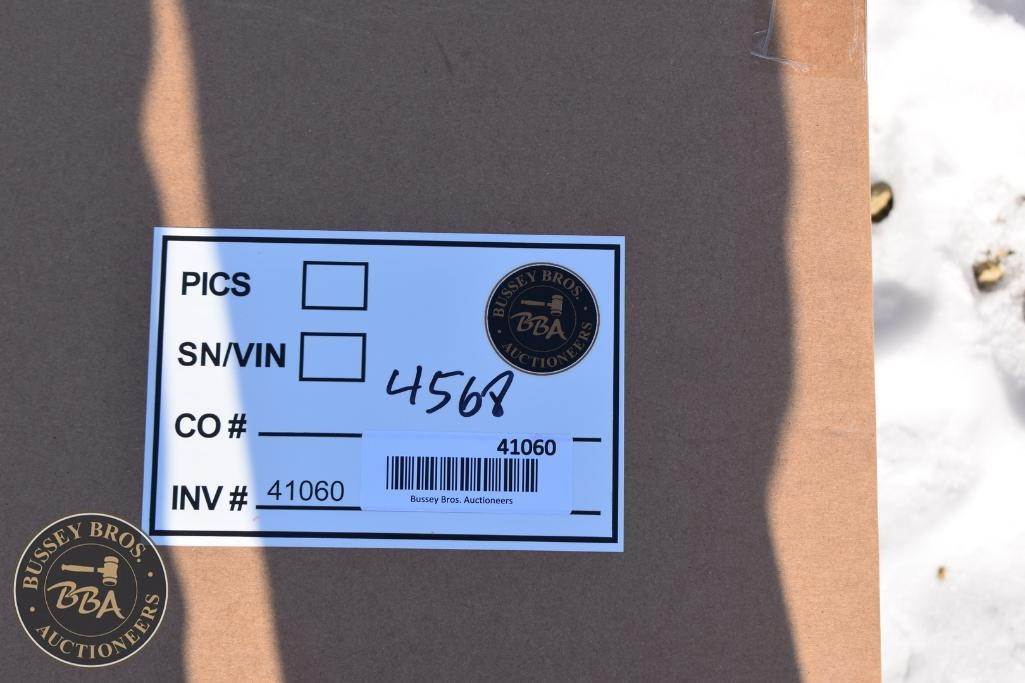 PICS
BUSSEY BROS.
BBA
AUCTIONEERS
SN/VIN
4568
CO #
41060
INV # 41060
Bussey Bros. Auctioneers
BUSSEY BROS.
BBA
AUCTIONEERS